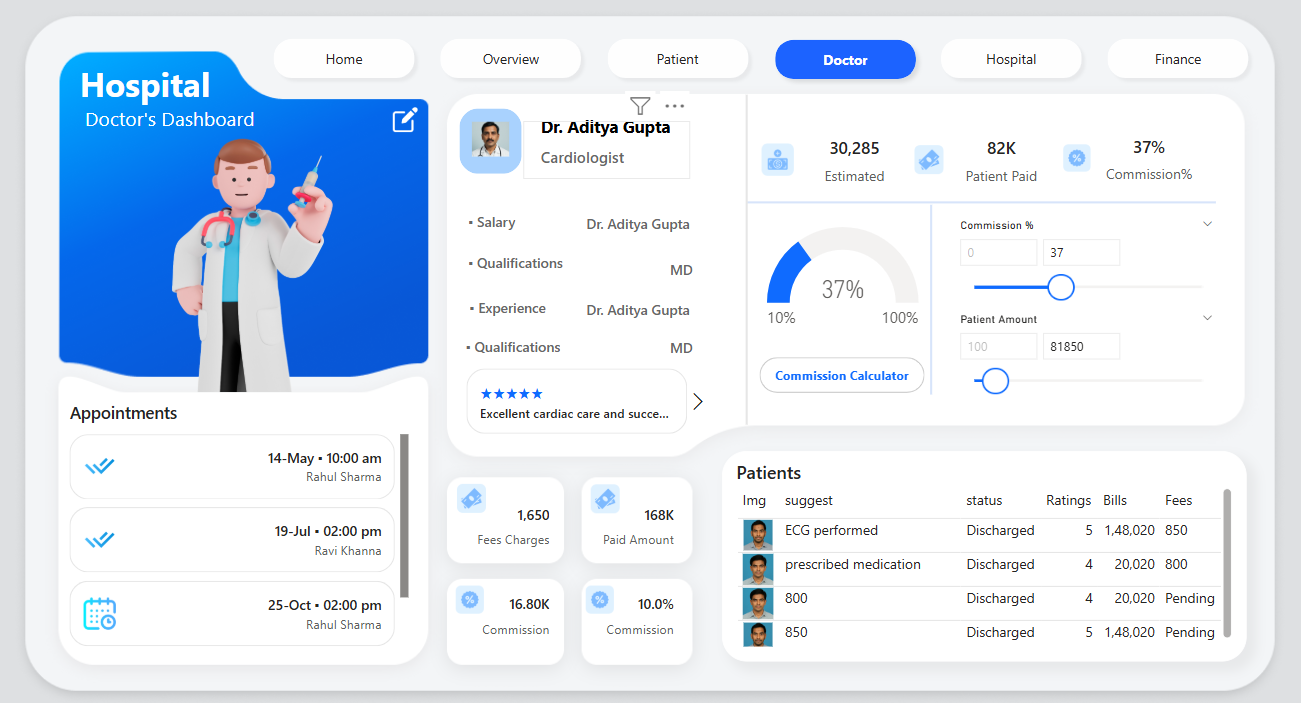 Home
Overview
Patient
Doctor
Hospital
Finance
Hospital
Doctor's Dashboard
Dr. Aditya Gupta
Cardiologist
▪ Salary
Dr. Aditya Gupta
▪ Qualifications
MD
▪ Experience
Dr. Aditya Gupta
▪ Qualifications
MD
★★★★★
Excellent cardiac care and succe...
30,285
Estimated
82K
Patient Paid
37%
Commission%
37%
10%
100%
Commission Calculator
Commission %
0
37
Patient Amount
100
81850
Appointments
14-May ▪ 10:00 am
Rahul Sharma
19-Jul ▪ 02:00 pm
Ravi Khanna
25-Oct ▪ 02:00 pm
Rahul Sharma
1,650
Fees Charges
168K
Paid Amount
16.80K
Commission
10.0%
Commission
Patients
Img suggest status Ratings Bills Fees
ECG performed Discharged 5 1,48,020 850
prescribed medication Discharged 4 20,020 800
800 Discharged 4 20,020 Pending
850 Discharged 5 1,48,020 Pending